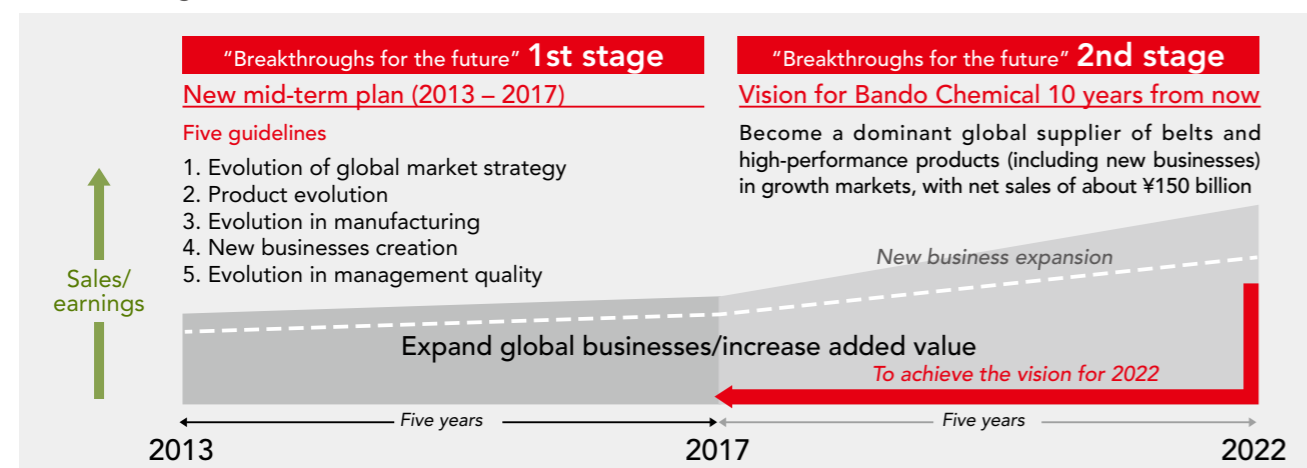 "Breakthroughs for the future" 1st stage
New mid-term plan (2013 – 2017)
Five guidelines
1. Evolution of global market strategy
2. Product evolution
3. Evolution in manufacturing
4. New businesses creation
5. Evolution in management quality
"Breakthroughs for the future" 2nd stage
Vision for Bando Chemical 10 years from now
Become a dominant global supplier of belts and
high-performance products (including new businesses)
in growth markets, with net sales of about ¥150 billion
Sales/
earnings
New business expansion
Expand global businesses/increase added value
To achieve the vision for 2022
Five years
Five years
2013
2017
2022